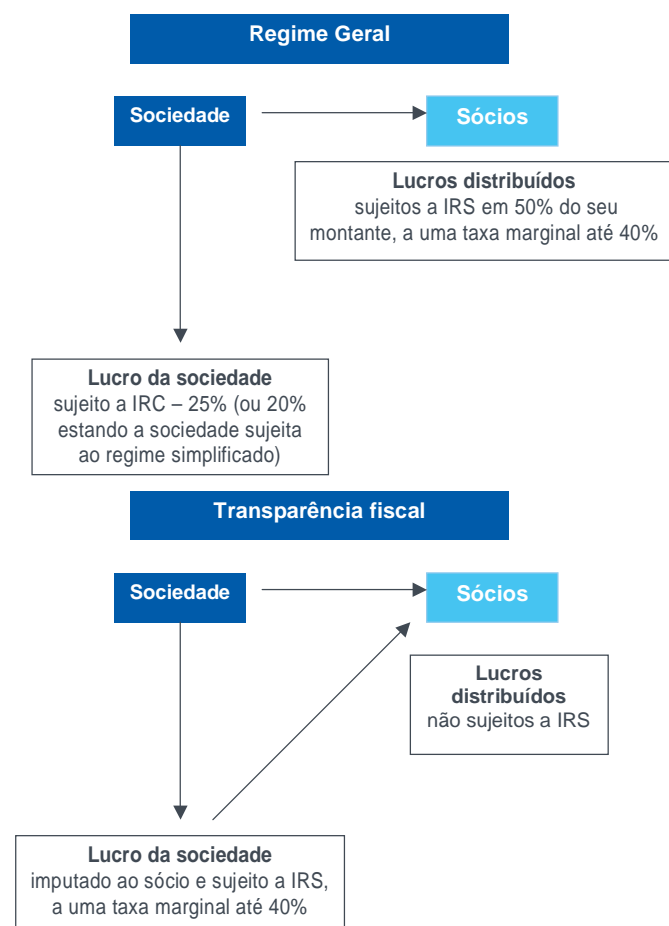 Regime Geral
Sociedade
Sócios
Lucros distribuídos
sujeitos a IRS em 50% do seu
montante, a uma taxa marginal até 40%
Lucro da sociedade
sujeito a IRC – 25% (ou 20%
estando a sociedade sujeita
ao regime simplificado)
Transparência fiscal
Sociedade
Sócios
Lucros
distribuídos
não sujeitos a IRS
Lucro da sociedade
imputado ao sócio e sujeito a IRS,
a uma taxa marginal até 40%